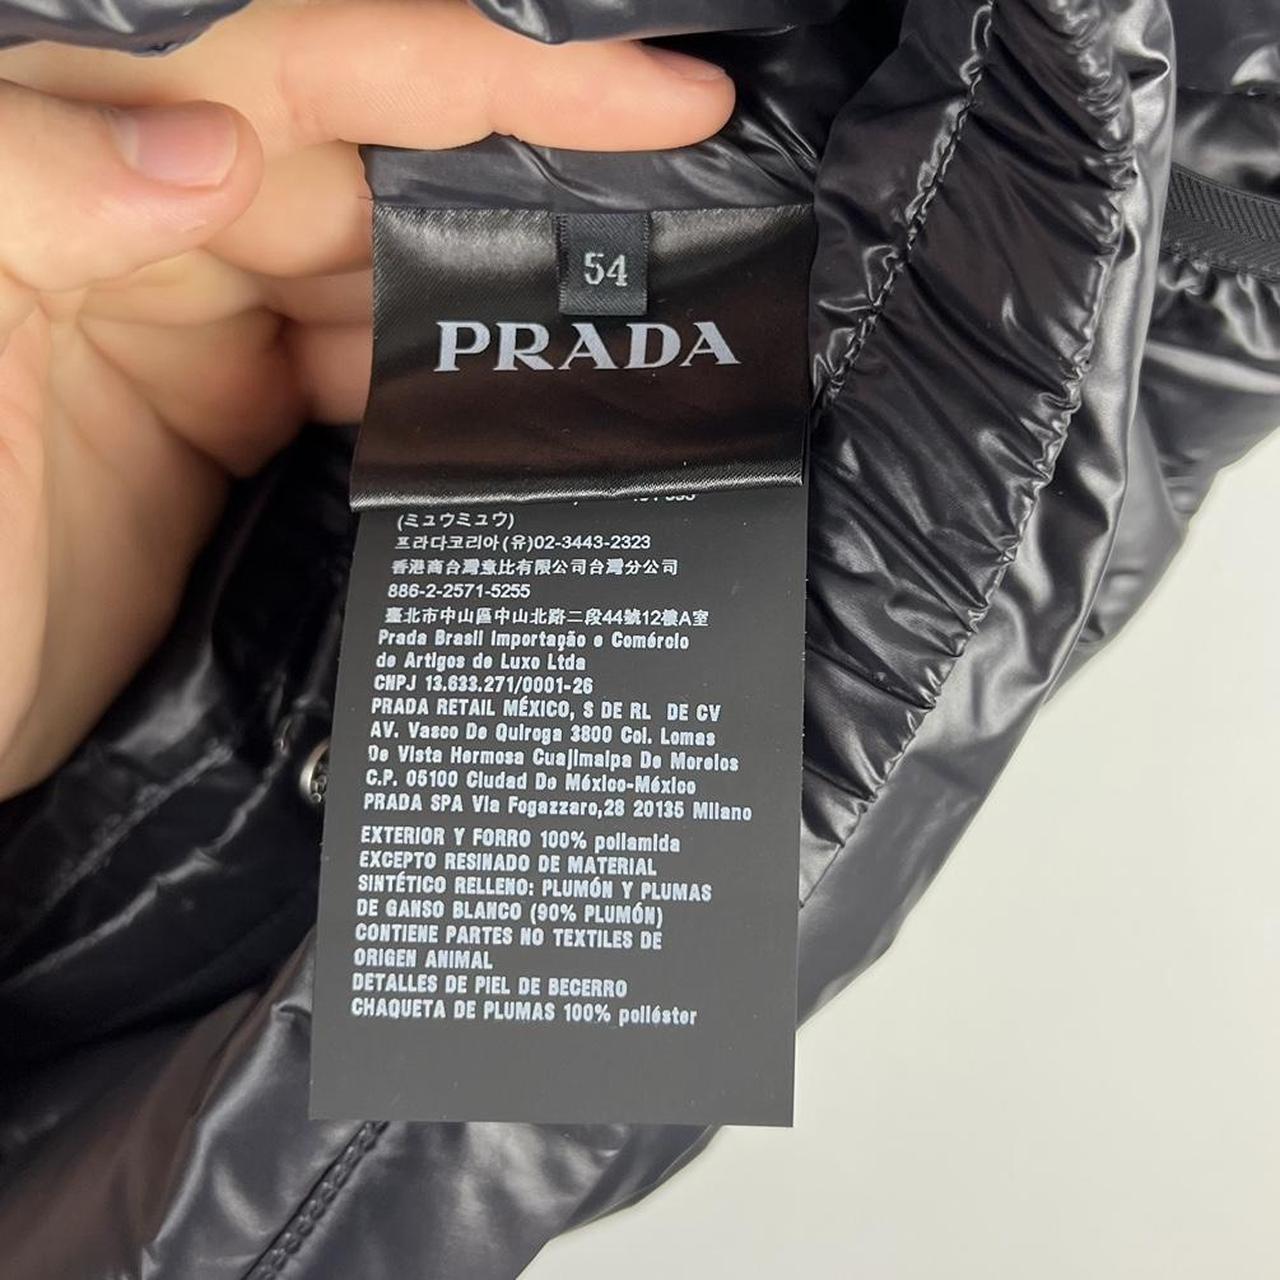 54
PRADA
(ミュウミュウ)
프라다코리아(유)02-3443-2323
香港商台灣意比有限公司台灣分公司
886-2-2571-5255
臺北市中山區中山北路二段44號12樓A室
Prada Brasil Importação e Comércio
de Artigos de Luxo Ltda
CNPJ 13.633.271/0001-26
PRADA RETAIL MÉXICO, S DE RL DE CV
AV. Vasco De Quiroga 3800 Col. Lomas
De Vista Hermosa Cuajimalpa De Morelos
C.P. 05100 Ciudad De México-México
PRADA SPA Via Fogazzaro,28 20135 Milano
EXTERIOR Y FORRO 100% poliamida
EXCEPTO RESINADO DE MATERIAL
SINTÉTICO RELLENO: PLUMÓN Y PLUMAS
DE GANSO BLANCO (90% PLUMÓN)
CONTIENE PARTES NO TEXTILES DE
ORIGEN ANIMAL
DETALLES DE PIEL DE BECERRO
CHAQUETA DE PLUMAS 100% poliéster